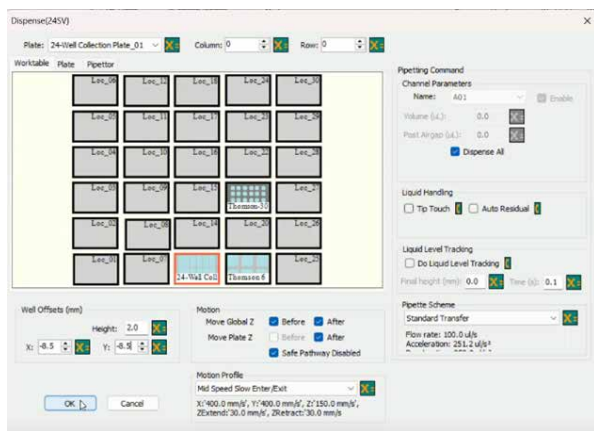 Dispense(24SV)
Plate: 24-Well Collection Plate_01 Column: 0 Row: 0
Worktable Plate Pipettor
Loc_06 Loc_12 Loc_18 Loc_24 Loc_30
Loc_05 Loc_11 Loc_17 Loc_23 Loc_29
Loc_04 Loc_10 Loc_16 Loc_22 Loc_28
Loc_03 Loc_09 Loc_15 Thomson-30 Loc_27
Loc_02 Loc_08 Loc_14 Loc_20 Loc_26
Loc_01 Loc_07 24-Well Coll Thomson 6 Loc_25
Pipetting Command
Channel Parameters
Name: A01 Enable
Volume (uL): 0.0
Post Airgap (uL): 0.0
Dispense All
Liquid Handling
Tip Touch Auto Residual
Liquid Level Tracking
Do Liquid Level Tracking
Final height (mm): 0.0 Time (s): 0.1
Pipette Scheme
Standard Transfer
Flow rate: 100.0 ul/s
Acceleration: 251.2 ul/s²
Well Offsets (mm)
Height: 2.0
X: -8.5 Y: -8.5
OK Cancel
Motion
Move Global Z Before After
Move Plate Z Before After
Safe Pathway Disabled
Motion Profile
Mid Speed Slow Enter/Exit
X:'400.0 mm/s', Y:'400.0 mm/s', Z:'150.0 mm/s',
ZExtend:'30.0 mm/s', ZRetract:'30.0 mm/s